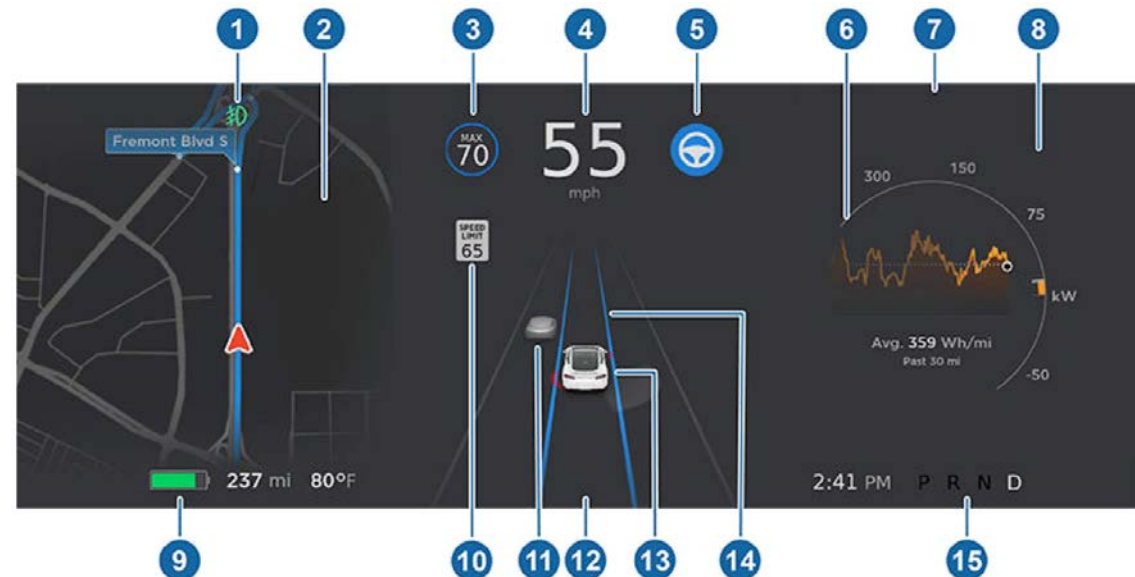 1
2
3
4
5
6
7
8
Fremont Blvd S
MAX
70
55
mph
SPEED
LIMIT
65
300
150
75
kW
-50
Avg. 359 Wh/mi
Past 30 mi
237 mi 80°F
2:41 PM P R N D
9
10
11
12
13
14
15